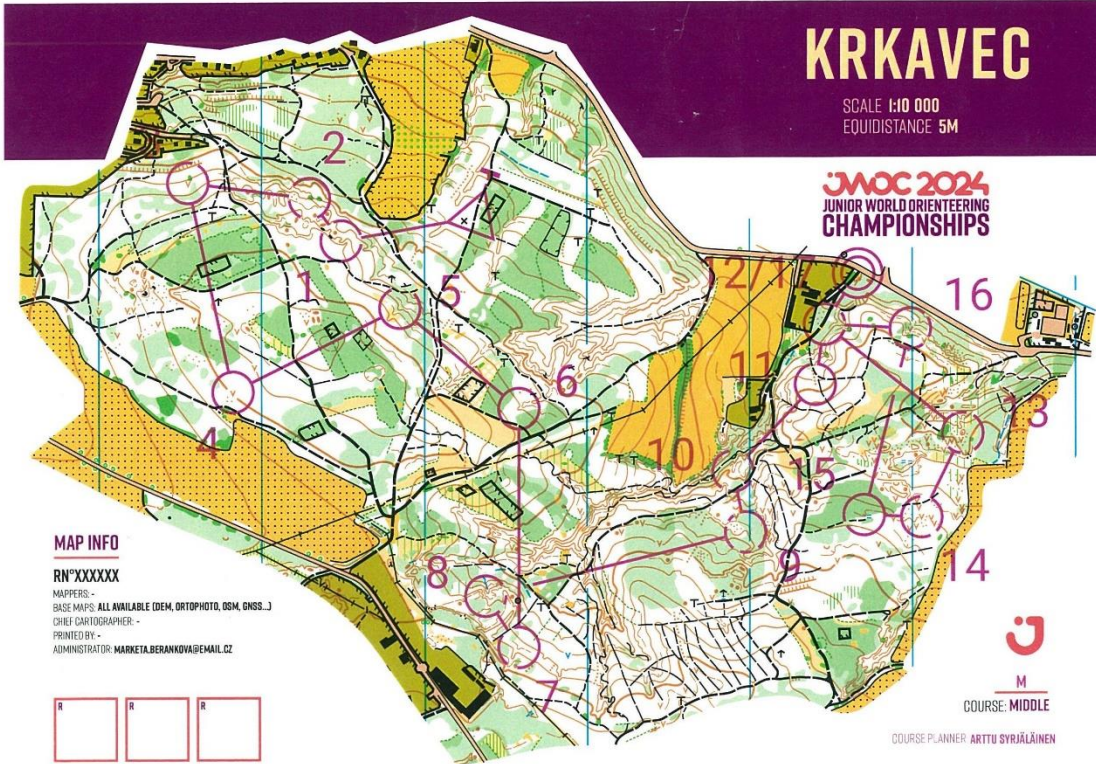 KRKAVEC
SCALE 1:10 000
EQUIDISTANCE 5M
JWOC 2024
JUNIOR WORLD ORIENTEERING
CHAMPIONSHIPS
2
1
5
4
6
12/17
16
11
10
13
15
8
9
14
7
MAP INFO
RN°XXXXXX
MAPPERS: -
BASE MAPS: ALL AVAILABLE (DEM, ORTOPHOTO, OSM, GNSS...)
CHIEF CARTOGRAPHER: -
PRINTED BY: -
ADMINISTRATOR: MARKETA.BERANKOVA@EMAIL.CZ
R R R
J
M
COURSE: MIDDLE
COURSE PLANNER ARTTU SYRJÄLÄINEN